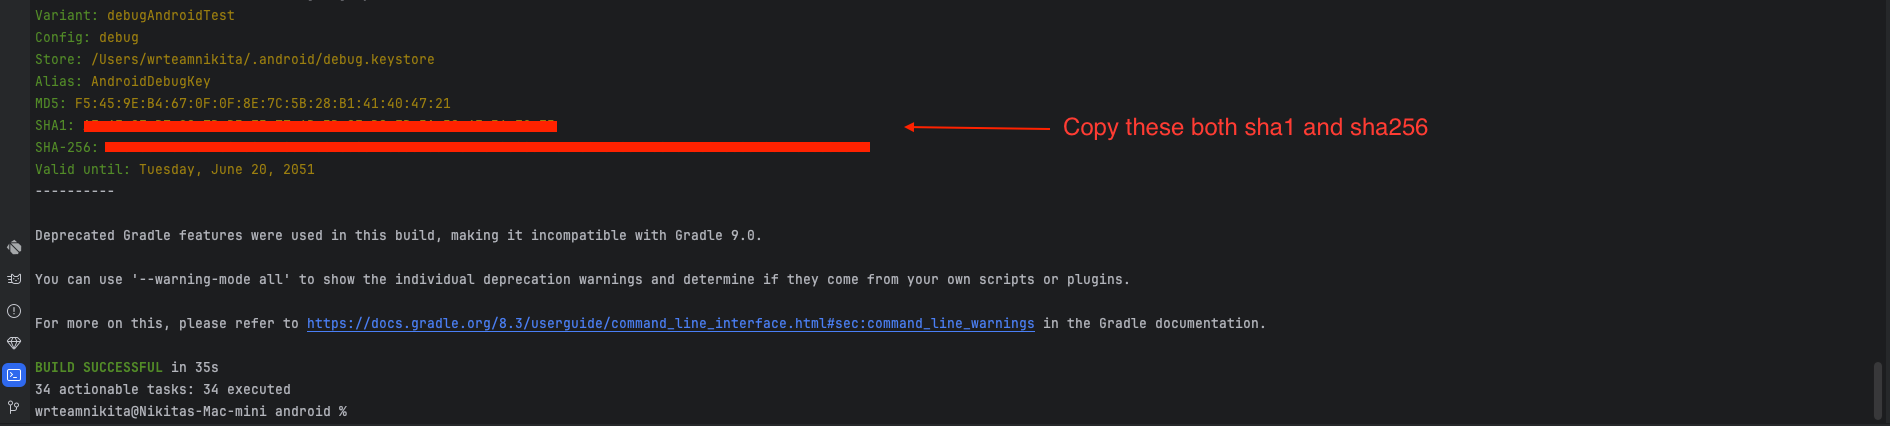 Variant: debugAndroidTest
Config: debug
Store: /Users/wrteamnikita/.android/debug.keystore
Alias: AndroidDebugKey
MD5: F5:45:9E:B4:67:0F:0F:8E:7C:5B:28:B1:41:40:47:21
SHA1:
Copy these both sha1 and sha256
SHA-256:
Valid until: Tuesday, June 20, 2051
----------
Deprecated Gradle features were used in this build, making it incompatible with Gradle 9.0.
You can use '--warning-mode all' to show the individual deprecation warnings and determine if they come from your own scripts or plugins.
For more on this, please refer to https://docs.gradle.org/8.3/userguide/command_line_interface.html#sec:command_line_warnings in the Gradle documentation.
BUILD SUCCESSFUL in 35s
34 actionable tasks: 34 executed
wrteamnikita@Nikitas-Mac-mini android %